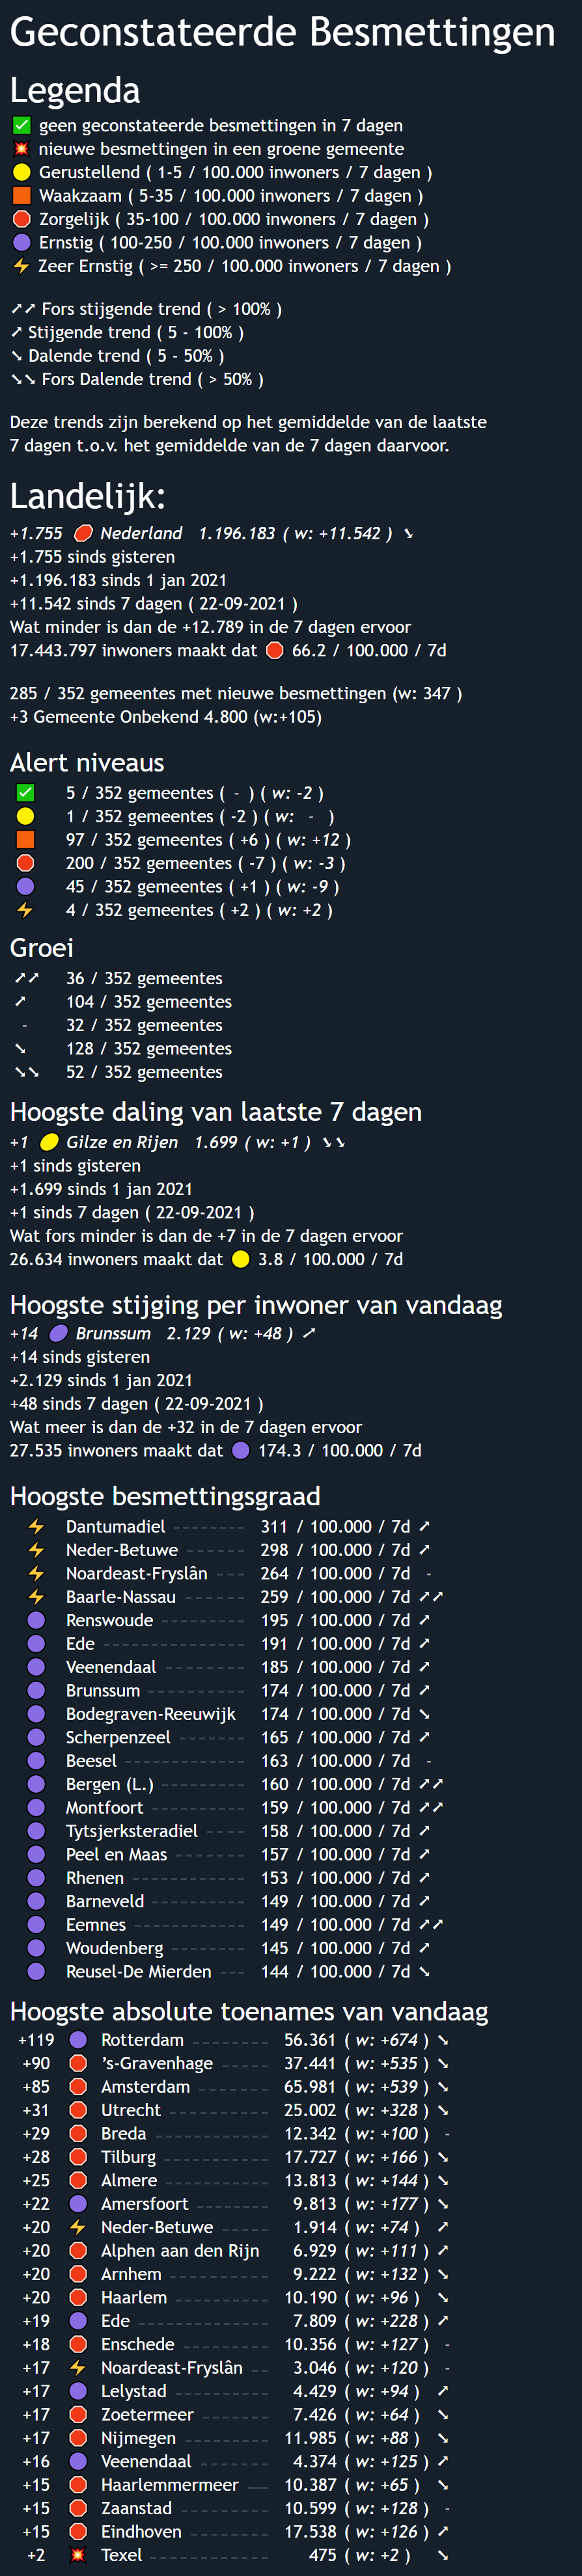 Geconstateerde Besmettingen
Legenda
✅ geen geconstateerde besmettingen in 7 dagen
💥 nieuwe besmettingen in een groene gemeente
🟡 Gerustellend ( 1-5 / 100.000 inwoners / 7 dagen )
🟧 Waakzaam ( 5-35 / 100.000 inwoners / 7 dagen )
🛑 Zorgelijk ( 35-100 / 100.000 inwoners / 7 dagen )
🟣 Ernstig ( 100-250 / 100.000 inwoners / 7 dagen )
⚡ Zeer Ernstig ( >= 250 / 100.000 inwoners / 7 dagen )
➚➚ Fors stijgende trend ( > 100% )
➚ Stijgende trend ( 5 - 100% )
➘ Dalende trend ( 5 - 50% )
➘➘ Fors Dalende trend ( > 50% )
Deze trends zijn berekend op het gemiddelde van de laatste
7 dagen t.o.v. het gemiddelde van de 7 dagen daarvoor.
Landelijk:
+1.755 🛑 Nederland 1.196.183 ( w: +11.542 ) ➘
+1.755 sinds gisteren
+1.196.183 sinds 1 jan 2021
+11.542 sinds 7 dagen ( 22-09-2021 )
Wat minder is dan de +12.789 in de 7 dagen ervoor
17.443.797 inwoners maakt dat 🛑 66.2 / 100.000 / 7d
285 / 352 gemeentes met nieuwe besmettingen (w: 347 )
+3 Gemeente Onbekend 4.800 (w:+105)
Alert niveaus
✅ 5 / 352 gemeentes ( - ) ( w: -2 )
🟡 1 / 352 gemeentes ( -2 ) ( w: - )
🟧 97 / 352 gemeentes ( +6 ) ( w: +12 )
🛑 200 / 352 gemeentes ( -7 ) ( w: -3 )
🟣 45 / 352 gemeentes ( +1 ) ( w: -9 )
⚡ 4 / 352 gemeentes ( +2 ) ( w: +2 )
Groei
➚➚ 36 / 352 gemeentes
➚ 104 / 352 gemeentes
- 32 / 352 gemeentes
➘ 128 / 352 gemeentes
➘➘ 52 / 352 gemeentes
Hoogste daling van laatste 7 dagen
+1 🟡 Gilze en Rijen 1.699 ( w: +1 ) ➘➘
+1 sinds gisteren
+1.699 sinds 1 jan 2021
+1 sinds 7 dagen ( 22-09-2021 )
Wat fors minder is dan de +7 in de 7 dagen ervoor
26.634 inwoners maakt dat 🟡 3.8 / 100.000 / 7d
Hoogste stijging per inwoner van vandaag
+14 🟣 Brunssum 2.129 ( w: +48 ) ➚
+14 sinds gisteren
+2.129 sinds 1 jan 2021
+48 sinds 7 dagen ( 22-09-2021 )
Wat meer is dan de +32 in de 7 dagen ervoor
27.535 inwoners maakt dat 🟣 174.3 / 100.000 / 7d
Hoogste besmettingsgraad
⚡ Dantumadiel ------- 311 / 100.000 / 7d ➚
⚡ Neder-Betuwe ------ 298 / 100.000 / 7d ➚
⚡ Noardeast-Fryslân --- 264 / 100.000 / 7d -
⚡ Baarle-Nassau ------ 259 / 100.000 / 7d ➚➚
🟣 Renswoude -------- 195 / 100.000 / 7d ➚
🟣 Ede -------------- 191 / 100.000 / 7d ➚
🟣 Veenendaal -------- 185 / 100.000 / 7d ➚
🟣 Brunssum --------- 174 / 100.000 / 7d ➚
🟣 Bodegraven-Reeuwijk 174 / 100.000 / 7d ➘
🟣 Scherpenzeel ------ 165 / 100.000 / 7d ➚
🟣 Beesel ------------ 163 / 100.000 / 7d -
🟣 Bergen (L.) -------- 160 / 100.000 / 7d ➚➚
🟣 Montfoort --------- 159 / 100.000 / 7d ➚➚
🟣 Tytsjerksteradiel ---- 158 / 100.000 / 7d ➚
🟣 Peel en Maas ------- 157 / 100.000 / 7d ➚
🟣 Rhenen ----------- 153 / 100.000 / 7d ➚
🟣 Barneveld --------- 149 / 100.000 / 7d ➚
🟣 Eemnes ----------- 149 / 100.000 / 7d ➚➚
🟣 Woudenberg ------- 145 / 100.000 / 7d ➚
🟣 Reusel-De Mierden --- 144 / 100.000 / 7d ➘
Hoogste absolute toenames van vandaag
+119 🟣 Rotterdam -------- 56.361 ( w: +674 ) ➘
+90 🛑 's-Gravenhage ----- 37.441 ( w: +535 ) ➘
+85 🛑 Amsterdam -------- 65.981 ( w: +539 ) ➘
+31 🛑 Utrecht ----------- 25.002 ( w: +328 ) ➘
+29 🛑 Breda ------------ 12.342 ( w: +100 ) -
+28 🛑 Tilburg ----------- 17.727 ( w: +166 ) ➘
+25 🛑 Almere ----------- 13.813 ( w: +144 ) ➘
+22 🟣 Amersfoort -------- 9.813 ( w: +177 ) ➘
+20 ⚡ Neder-Betuwe ----- 1.914 ( w: +74 ) ➚
+20 🛑 Alphen aan den Rijn 6.929 ( w: +111 ) ➚
+20 🛑 Arnhem ----------- 9.222 ( w: +132 ) ➘
+20 🛑 Haarlem ---------- 10.190 ( w: +96 ) ➘
+19 🟣 Ede -------------- 7.809 ( w: +228 ) ➚
+18 🛑 Enschede --------- 10.356 ( w: +127 ) -
+17 ⚡ Noardeast-Fryslân -- 3.046 ( w: +120 ) -
+17 🟣 Lelystad ---------- 4.429 ( w: +94 ) ➚
+17 🛑 Zoetermeer ------- 7.426 ( w: +64 ) ➘
+17 🛑 Nijmegen --------- 11.985 ( w: +88 ) ➘
+16 🟣 Veenendaal -------- 4.374 ( w: +125 ) ➚
+15 🛑 Haarlemmermeer --- 10.387 ( w: +65 ) ➘
+15 🛑 Zaanstad ---------- 10.599 ( w: +128 ) -
+15 🛑 Eindhoven -------- 17.538 ( w: +126 ) ➚
+2 💥 Texel ------------ 475 ( w: +2 ) ➘